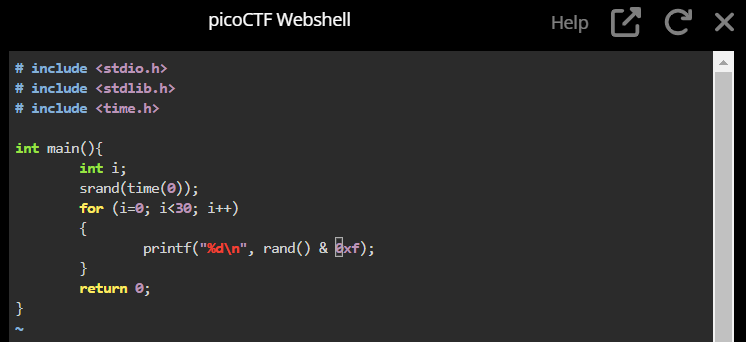 picoCTF Webshell
Help
# include <stdio.h>
# include <stdlib.h>
# include <time.h>
int main(){
        int i;
        srand(time(0));
        for (i=0; i<30; i++)
        {
                printf("%d\n", rand() & 0xf);
        }
        return 0;
}
~